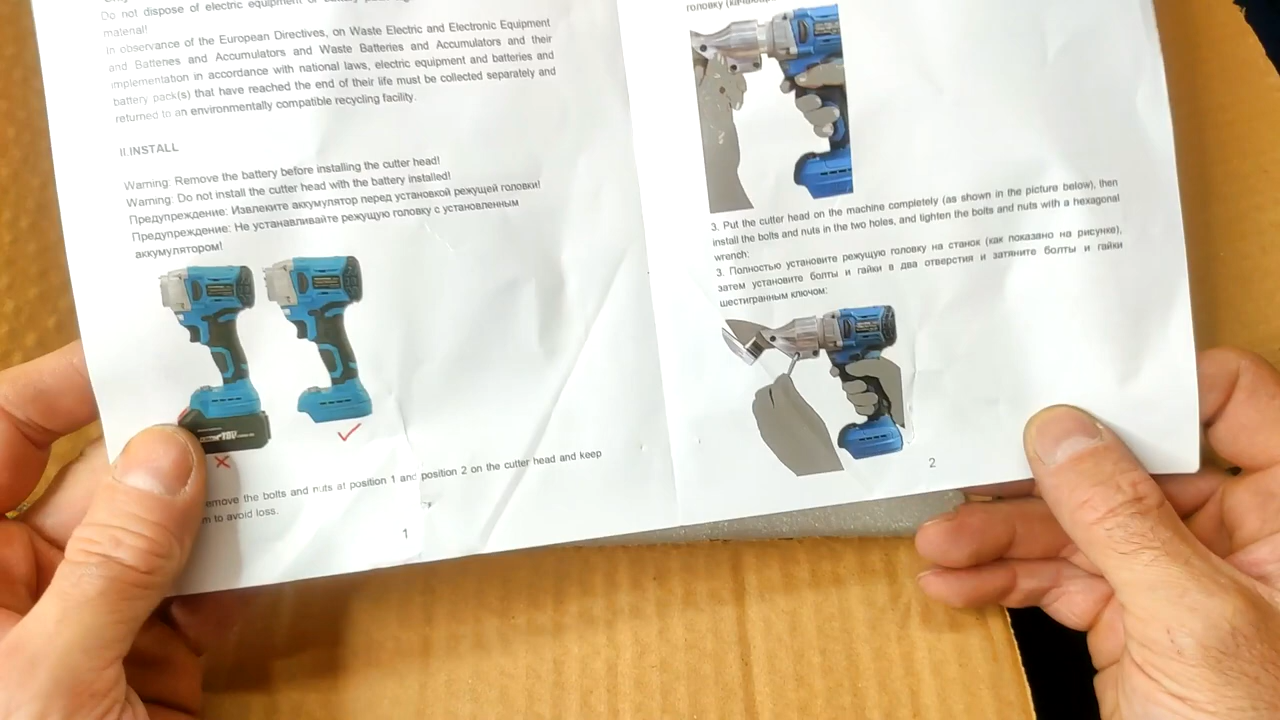 Do not dispose of electric
material!
In observance of the European Directives, on Waste Electric and Electronic Equipment
and Batteries and Accumulators and Waste Batteries and Accumulators and their
implementation in accordance with national laws, electric equipment and batteries and
battery pack(s) that have reached the end of their life must be collected separately and
returned to an environmentally compatible recycling facility.
II.INSTALL
Warning: Remove the battery before installing the cutter head!
Warning: Do not install the cutter head with the battery installed!
Предупреждение: Извлеките аккумулятор перед установкой режущей головки!
Предупреждение: Не устанавливайте режущую головку с установленным
аккумулятором!
emove the bolts and nuts at position 1 and position 2 on the cutter head and keep
m to avoid loss.
1
головку
3. Put the cutter head on the machine completely (as shown in the picture below), then
install the bolts and nuts in the two holes, and tighten the bolts and nuts with a hexagonal
wrench:
3. Полностью установите режущую головку на станок (как показано на рисунке),
затем установите болты и гайки в два отверстия и затяните болты и гайки
шестигранным ключом:
2